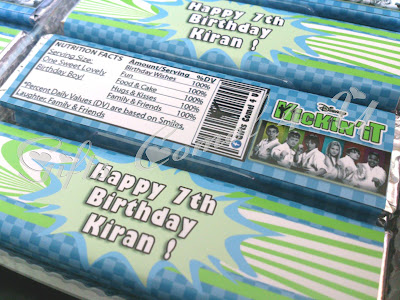 Happy 7th
Birthday
Kiran !
NUTRITION FACTS
Serving Size:
One Sweet Lovely
Birthday Boy!
*Percent Daily Values (DV) are based on Smiles,
Laughter, Family & Friends
Amount/Serving %DV
Birthday Wishes 100%
Fun 100%
Food & Cake 100%
Hugs & Kisses 100%
Family & Friends 100%
Disney
MECKIN' iT
Happy 7th
Birthday
Kiran !